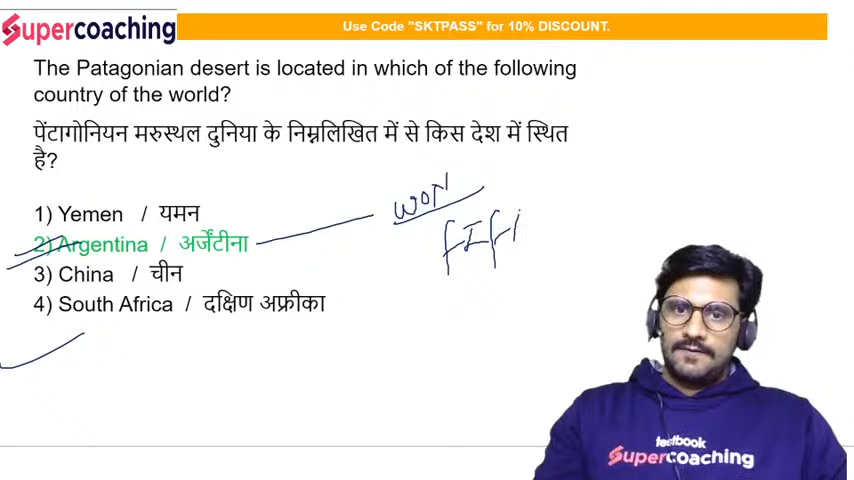 Supercoaching
Use Code "SKTPASS" for 10% DISCOUNT.
The Patagonian desert is located in which of the following
country of the world?
पेंटागोनियन मरुस्थल दुनिया के निम्नलिखित में से किस देश में स्थित
है?
1) Yemen / यमन
2) Argentina / अर्जेंटीना
3) China / चीन
4) South Africa / दक्षिण अफ्रीका
won
testbook
Supercoaching